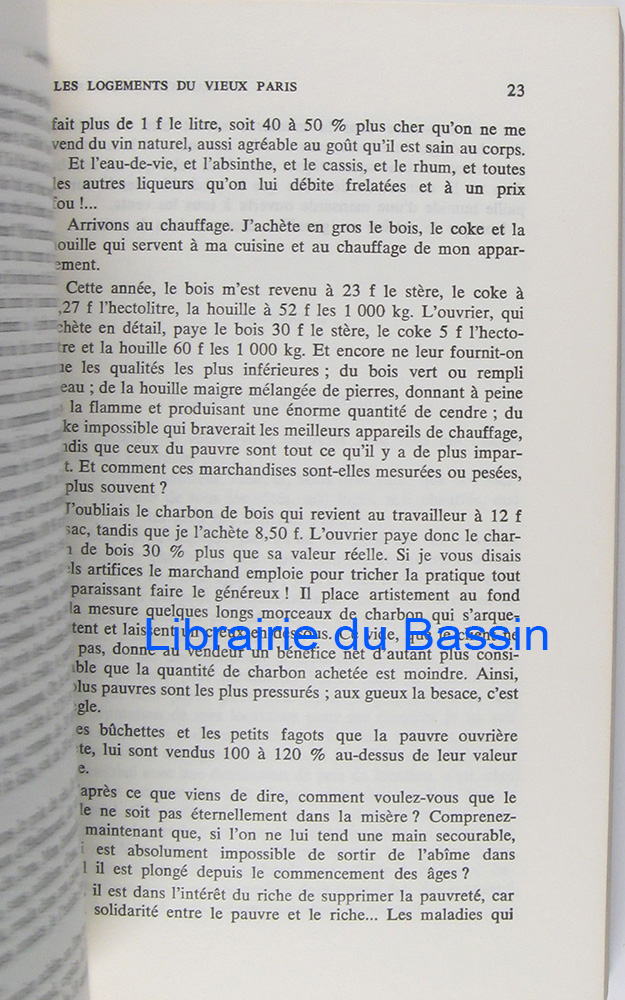 LES LOGEMENTS DU VIEUX PARIS 23
fait plus de 1 f le litre, soit 40 à 50 % plus cher qu'on ne me
vend du vin naturel, aussi agréable au goût qu'il est sain au corps.
Et l'eau-de-vie, et l'absinthe, et le cassis, et le rhum, et toutes
les autres liqueurs qu'on lui débite frelatées et à un prix
fou !...
Arrivons au chauffage. J'achète en gros le bois, le coke et la
houille qui servent à ma cuisine et au chauffage de mon appar-
tement.
Cette année, le bois m'est revenu à 23 f le stère, le coke à
,27 f l'hectolitre, la houille à 52 f les 1 000 kg. L'ouvrier, qui
chète en détail, paye le bois 30 f le stère, le coke 5 f l'hecto-
tre et la houille 60 f les 1 000 kg. Et encore ne leur fournit-on
ue les qualités les plus inférieures ; du bois vert ou rempli
eau ; de la houille maigre mélangée de pierres, donnant à peine
la flamme et produisant une énorme quantité de cendre ; du
ke impossible qui braverait les meilleurs appareils de chauffage,
ndis que ceux du pauvre sont tout ce qu'il y a de plus impar-
t. Et comment ces marchandises sont-elles mesurées ou pesées,
plus souvent ?
J'oubliais le charbon de bois qui revient au travailleur à 12 f
sac, tandis que je l'achète 8,50 f. L'ouvrier paye donc le char-
n de bois 30 % plus que sa valeur réelle. Si je vous disais
ls artifices le marchand emploie pour tricher la pratique tout
paraissant faire le généreux ! Il place artistement au fond
la mesure quelques longs morceaux de charbon qui s'arque-
tent et laissent un creux en dessous. Ce vide, que le client ne
pas, donne au vendeur un bénéfice net d'autant plus consi-
ble que la quantité de charbon achetée est moindre. Ainsi,
plus pauvres sont les plus pressurés ; aux gueux la besace, c'est
gle.
es bûchettes et les petits fagots que la pauvre ouvrière
te, lui sont vendus 100 à 120 % au-dessus de leur valeur
e.
après ce que viens de dire, comment voulez-vous que le
le ne soit pas éternellement dans la misère ? Comprenez-
maintenant que, si l'on ne lui tend une main secourable,
i est absolument impossible de sortir de l'abîme dans
l il est plongé depuis le commencement des âges ?
il est dans l'intérêt du riche de supprimer la pauvreté, car
solidarité entre le pauvre et le riche... Les maladies qui
Librairie du Bassin